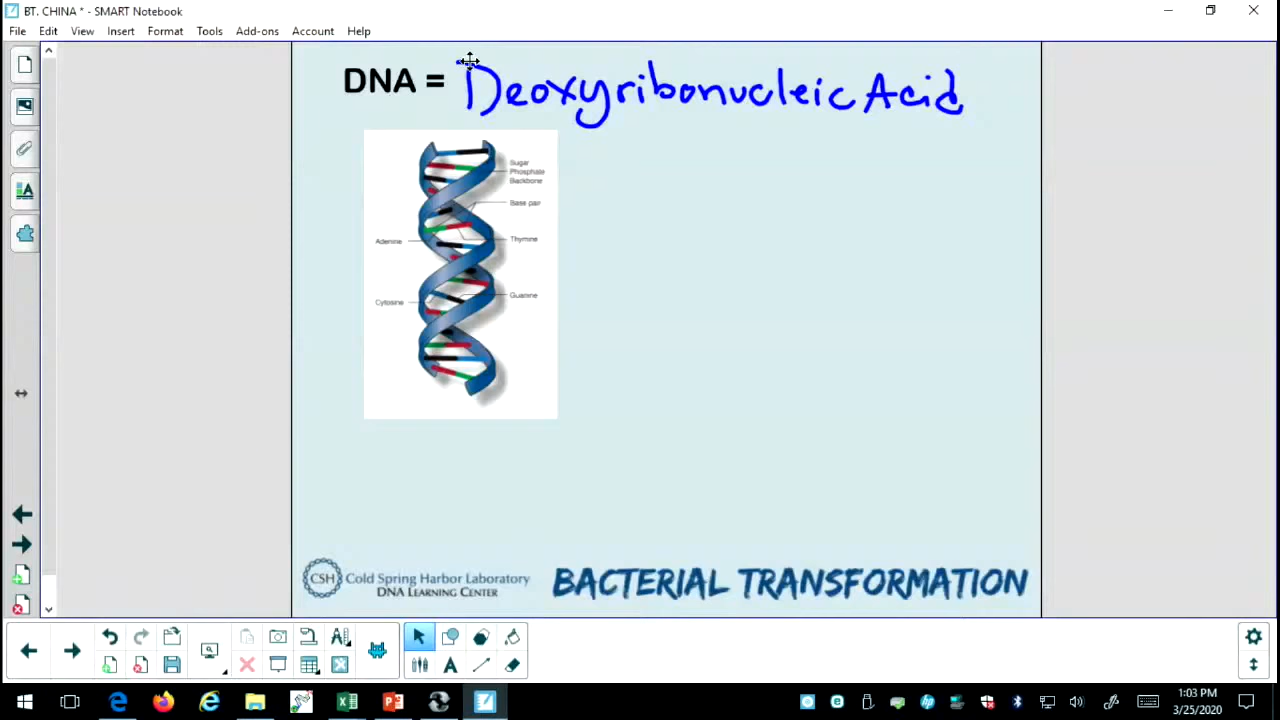 BT. CHINA * - SMART Notebook
File Edit View Insert Format Tools Add-ons Account Help
DNA = Deoxyribonucleic Acid
Sugar
Phosphate
Backbone
Base pair
Adenine
Thymine
Cytosine
Guanine
CSH Cold Spring Harbor Laboratory
DNA LEARNING CENTER
BACTERIAL TRANSFORMATION
1:03 PM
3/25/2020